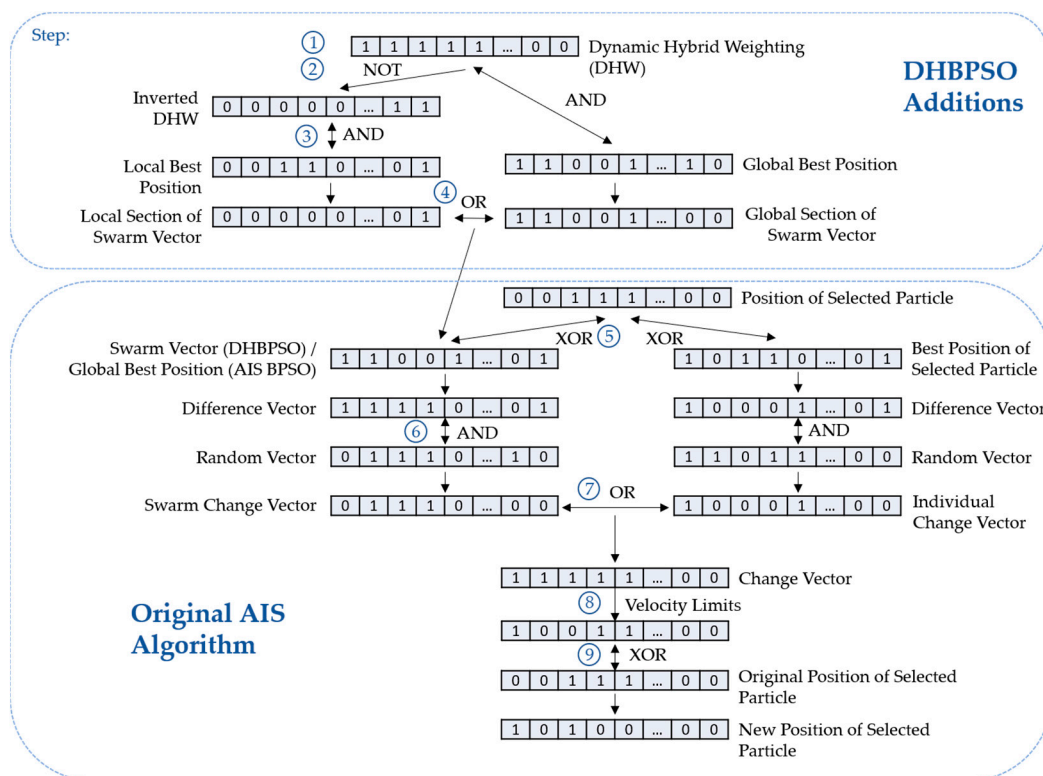 Step:
1 1 1 1 1 1 ... 0 0 Dynamic Hybrid Weighting
2 NOT (DHW)
DHBPSO
Additions
Inverted
DHW
0 0 0 0 0 ... 1 1
AND
3 AND
Local Best
Position
0 0 1 1 0 ... 0 1
1 1 0 0 1 ... 1 0 Global Best Position
4 OR
Local Section of
Swarm Vector
0 0 0 0 0 ... 0 1
1 1 0 0 1 ... 0 0
Global Section of
Swarm Vector
0 0 1 1 1 ... 0 0 Position of Selected Particle
XOR 5 XOR
Swarm Vector (DHBPSO) /
Global Best Position (AIS BPSO)
1 1 0 0 1 ... 0 1
1 0 1 1 0 ... 0 1
Best Position of
Selected Particle
Difference Vector 1 1 1 1 0 ... 0 1
1 0 0 0 1 ... 0 1 Difference Vector
6 AND
AND
Random Vector 0 1 1 1 0 ... 1 0
1 1 0 1 1 ... 0 0 Random Vector
7 OR
Swarm Change Vector 0 1 1 1 0 ... 0 0
1 0 0 0 1 ... 0 0
Individual
Change Vector
1 1 1 1 1 ... 0 0 Change Vector
8 Velocity Limits
Original AIS
Algorithm
1 0 0 1 1 ... 0 0
9 XOR
0 0 1 1 1 ... 0 0
Original Position of Selected
Particle
1 0 1 0 0 ... 0 0
New Position of Selected
Particle